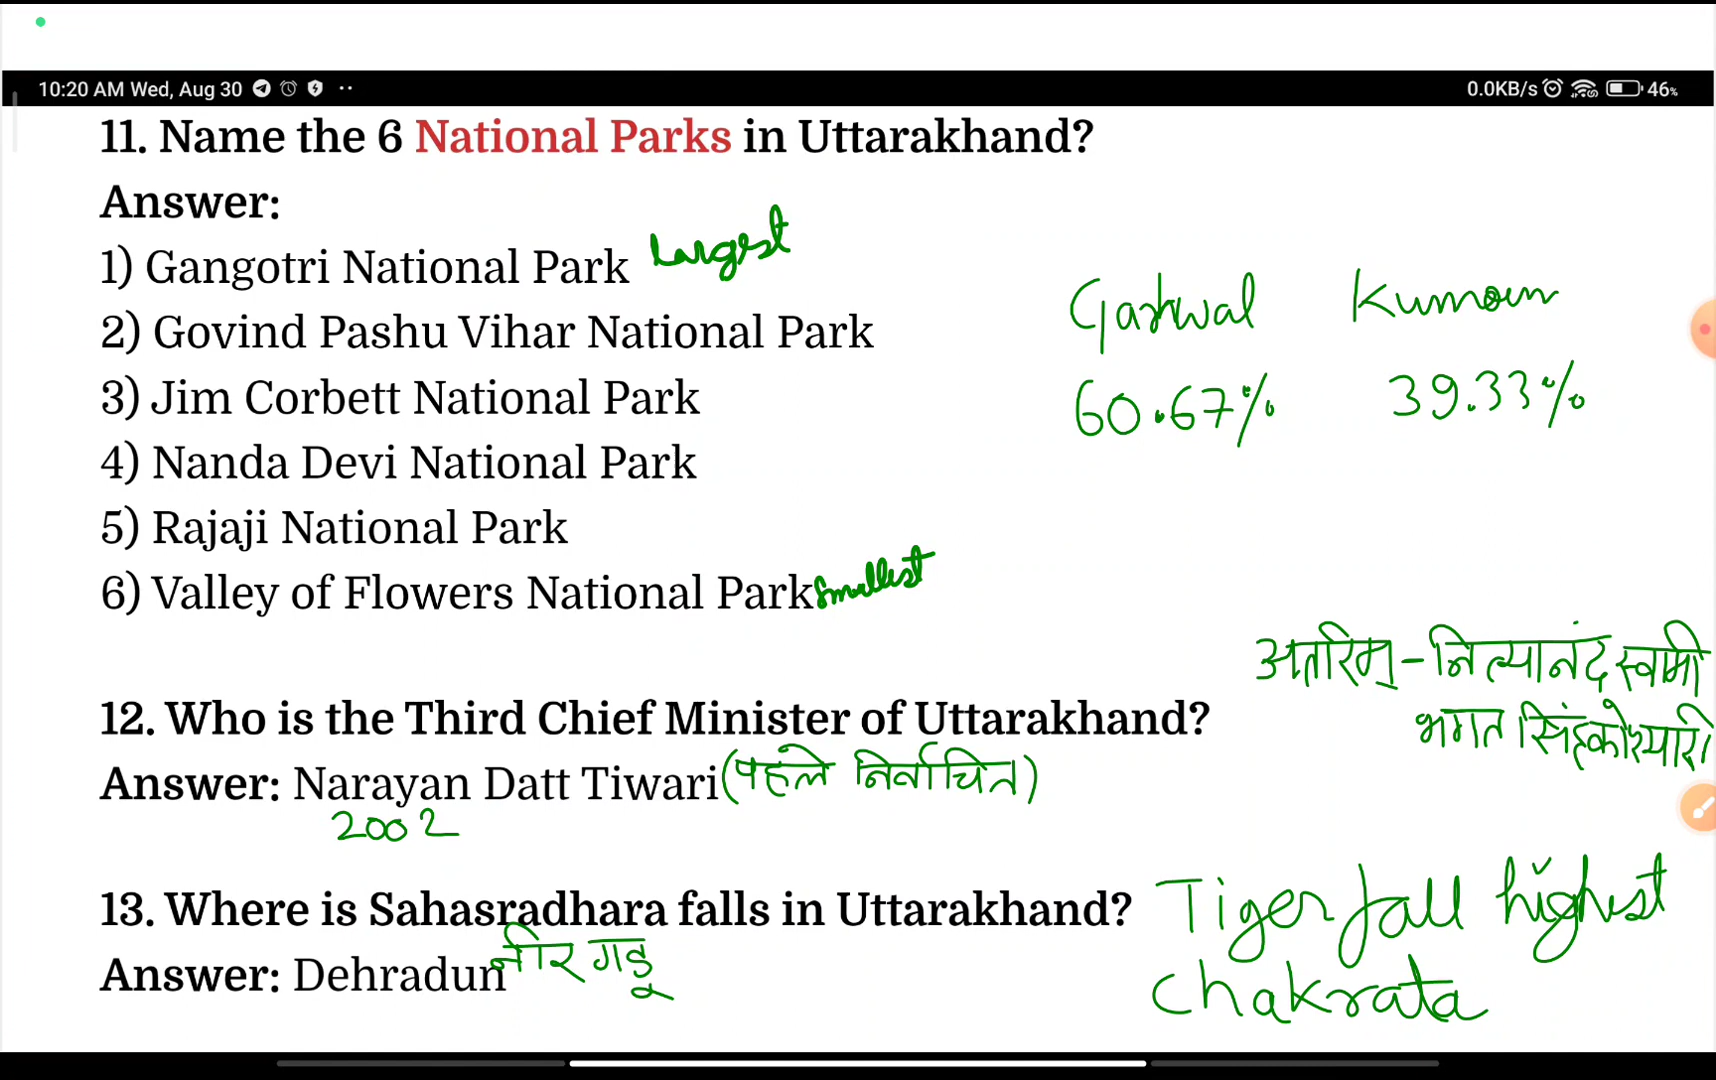 10:20 AM Wed, Aug 30
0.0KB/s 46%
11. Name the 6 National Parks in Uttarakhand?
Answer:
1) Gangotri National Park Largest
2) Govind Pashu Vihar National Park
3) Jim Corbett National Park
4) Nanda Devi National Park
5) Rajaji National Park
6) Valley of Flowers National Park Smallest
Garhwal Kumoun
60.67% 39.33%
अतरिम - नित्यानंद स्वामी
भगत सिंह कोश्यारी
12. Who is the Third Chief Minister of Uttarakhand?
Answer: Narayan Datt Tiwari (पहले निर्वाचित)
2002
13. Where is Sahasradhara falls in Uttarakhand?
Answer: Dehradun नीर गडू
Tiger fall highest
chakrata